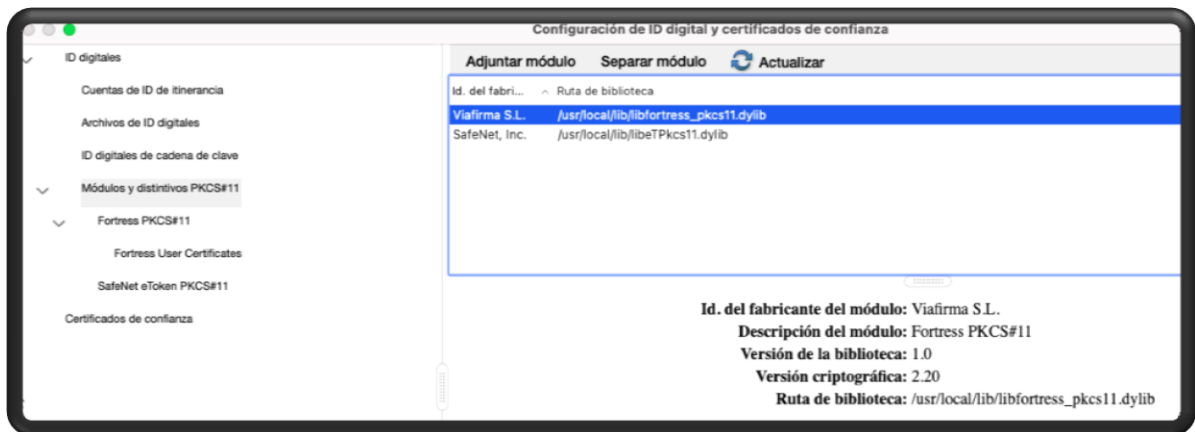 Configuración de ID digital y certificados de confianza
ID digitales
Cuentas de ID de itinerancia
Archivos de ID digitales
ID digitales de cadena de clave
Módulos y distintivos PKCS#11
Fortress PKCS#11
Fortress User Certificates
SafeNet eToken PKCS#11
Certificados de confianza
Adjuntar módulo Separar módulo Actualizar
Id. del fabri... Ruta de biblioteca
Viafirma S.L. /usr/local/lib/libfortress_pkcs11.dylib
SafeNet, Inc. /usr/local/lib/libeTPkcs11.dylib
Id. del fabricante del módulo: Viafirma S.L.
Descripción del módulo: Fortress PKCS#11
Versión de la biblioteca: 1.0
Versión criptográfica: 2.20
Ruta de biblioteca: /usr/local/lib/libfortress_pkcs11.dylib